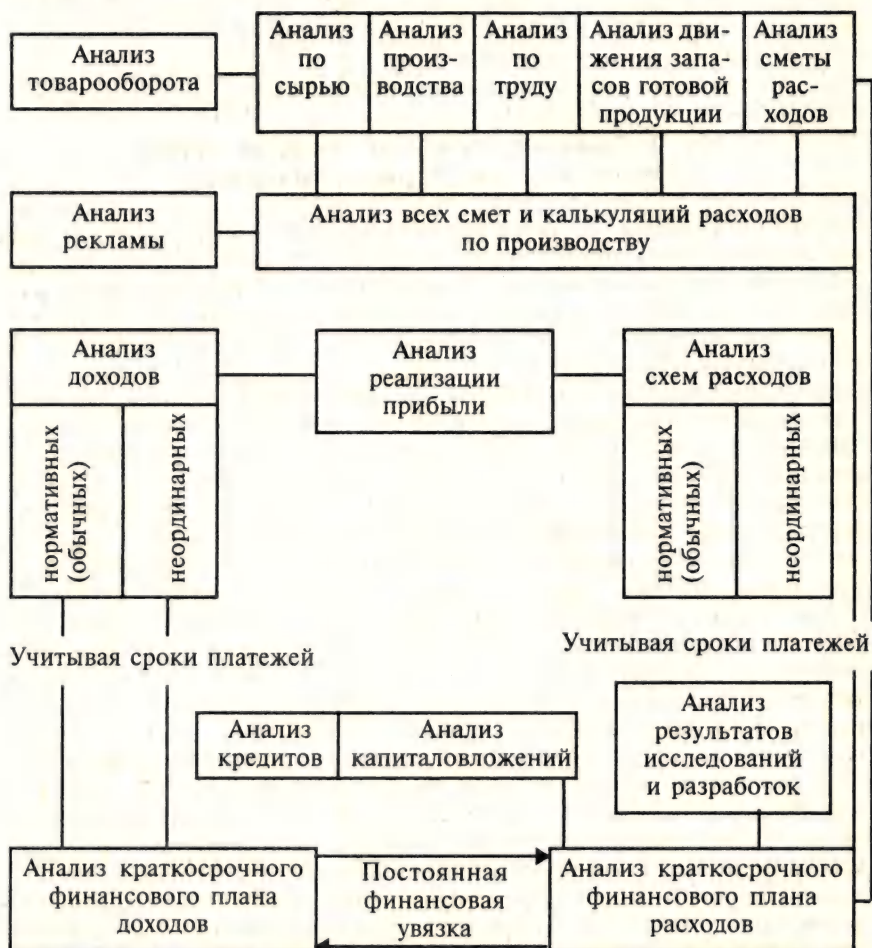 Анализ
товарооборота
Анализ
по
сырью
Анализ
произ-
водства
Анализ
по
труду
Анализ дви-
жения запа-
сов готовой
продукции
Анализ
сметы
рас-
ходов
Анализ
рекламы
Анализ всех смет и калькуляций расходов
по производству
Анализ
доходов
нормативных
(обычных)
неординарных
Анализ
реализации
прибыли
Анализ
схем расходов
нормативных
(обычных)
неординарных
Учитывая сроки платежей
Учитывая сроки платежей
Анализ
кредитов
Анализ
капиталовложений
Анализ
результатов
исследований
и разработок
Анализ краткосрочного
финансового плана
доходов
Постоянная
финансовая
увязка
Анализ краткосрочного
финансового плана
расходов